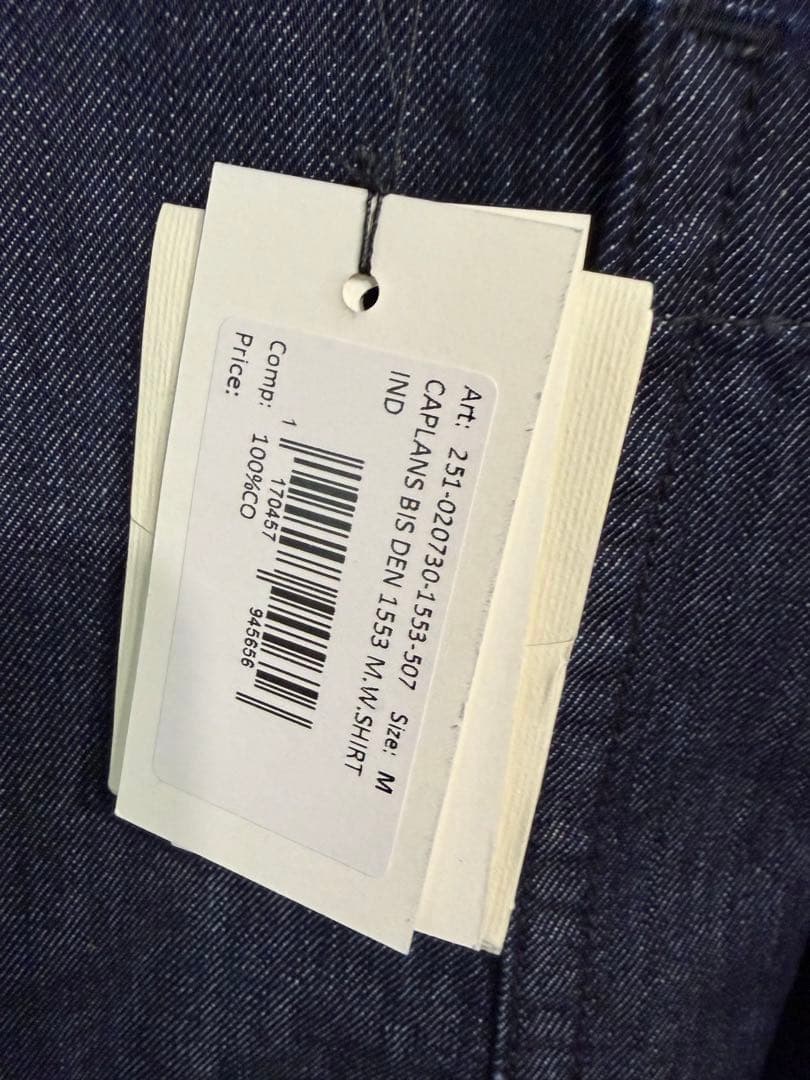 Art: 251-020730-1553-507 Size: M
CAPLANS BIS DEN 1553 M.W.SHIRT
IND
1 170457 945656
Comp: 100%CO
Price: